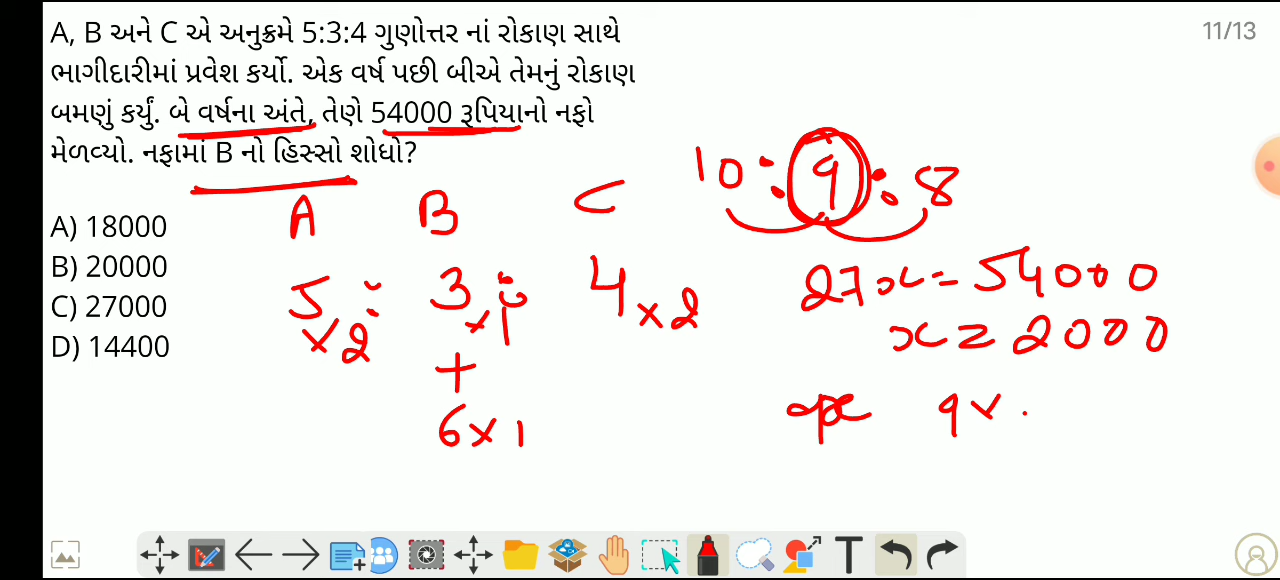 A, B અને C એ અનુક્રમે 5:3:4 ગુણોત્તર નાં રોકાણ સાથે
ભાગીદારીમાં પ્રવેશ કર્યો. એક વર્ષ પછી બીએ તેમનું રોકાણ
બમણું કર્યું. બે વર્ષના અંતે, તેણે 54000 રૂપિયાનો નફો
મેળવ્યો. નફામાં B નો હિસ્સો શોધો?
A) 18000
B) 20000
C) 27000
D) 14400
11/13
A B C
5 : 3 : 4
×2 ×1 ×2
+
6×1
10 : 9 : 8
27x = 54000
x = 2000
9×
T